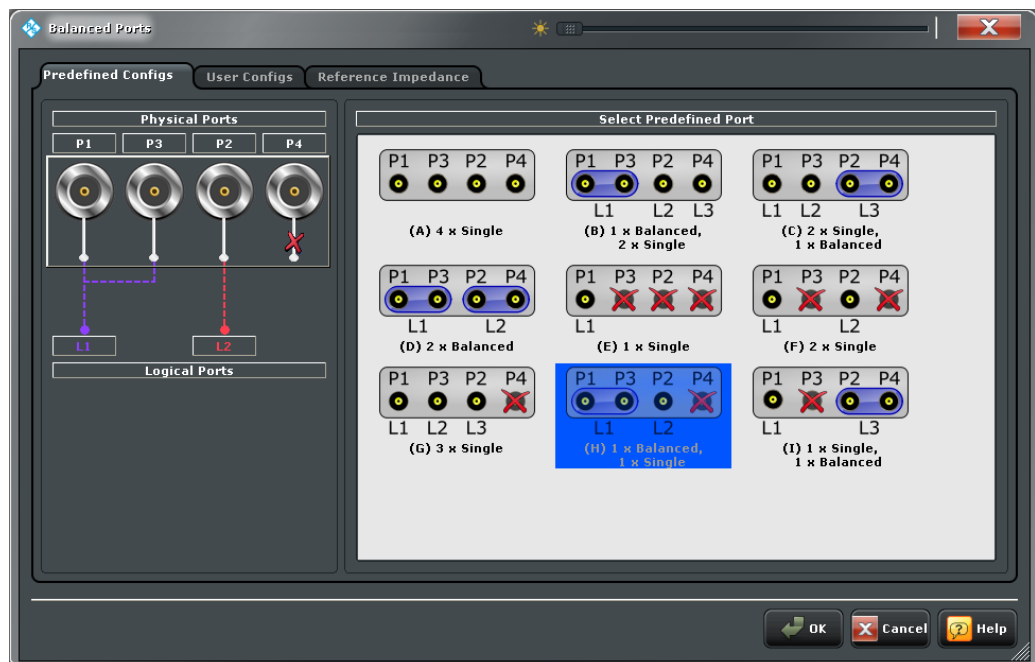 Balanced Ports
Predefined Configs User Configs Reference Impedance
Physical Ports
P1 P3 P2 P4
L1 L2
Logical Ports
Select Predefined Port
P1 P3 P2 P4
(A) 4 x Single
P1 P3 P2 P4
L1 L2 L3
(B) 1 x Balanced,
2 x Single
P1 P3 P2 P4
L1 L2 L3
(C) 2 x Single,
1 x Balanced
P1 P3 P2 P4
L1 L2
(D) 2 x Balanced
P1 P3 P2 P4
L1
(E) 1 x Single
P1 P3 P2 P4
L1 L2
(F) 2 x Single
P1 P3 P2 P4
L1 L2 L3
(G) 3 x Single
P1 P3 P2 P4
L1 L2
(H) 1 x Balanced,
1 x Single
P1 P3 P2 P4
L1 L3
(I) 1 x Single,
1 x Balanced
OK X Cancel ? Help